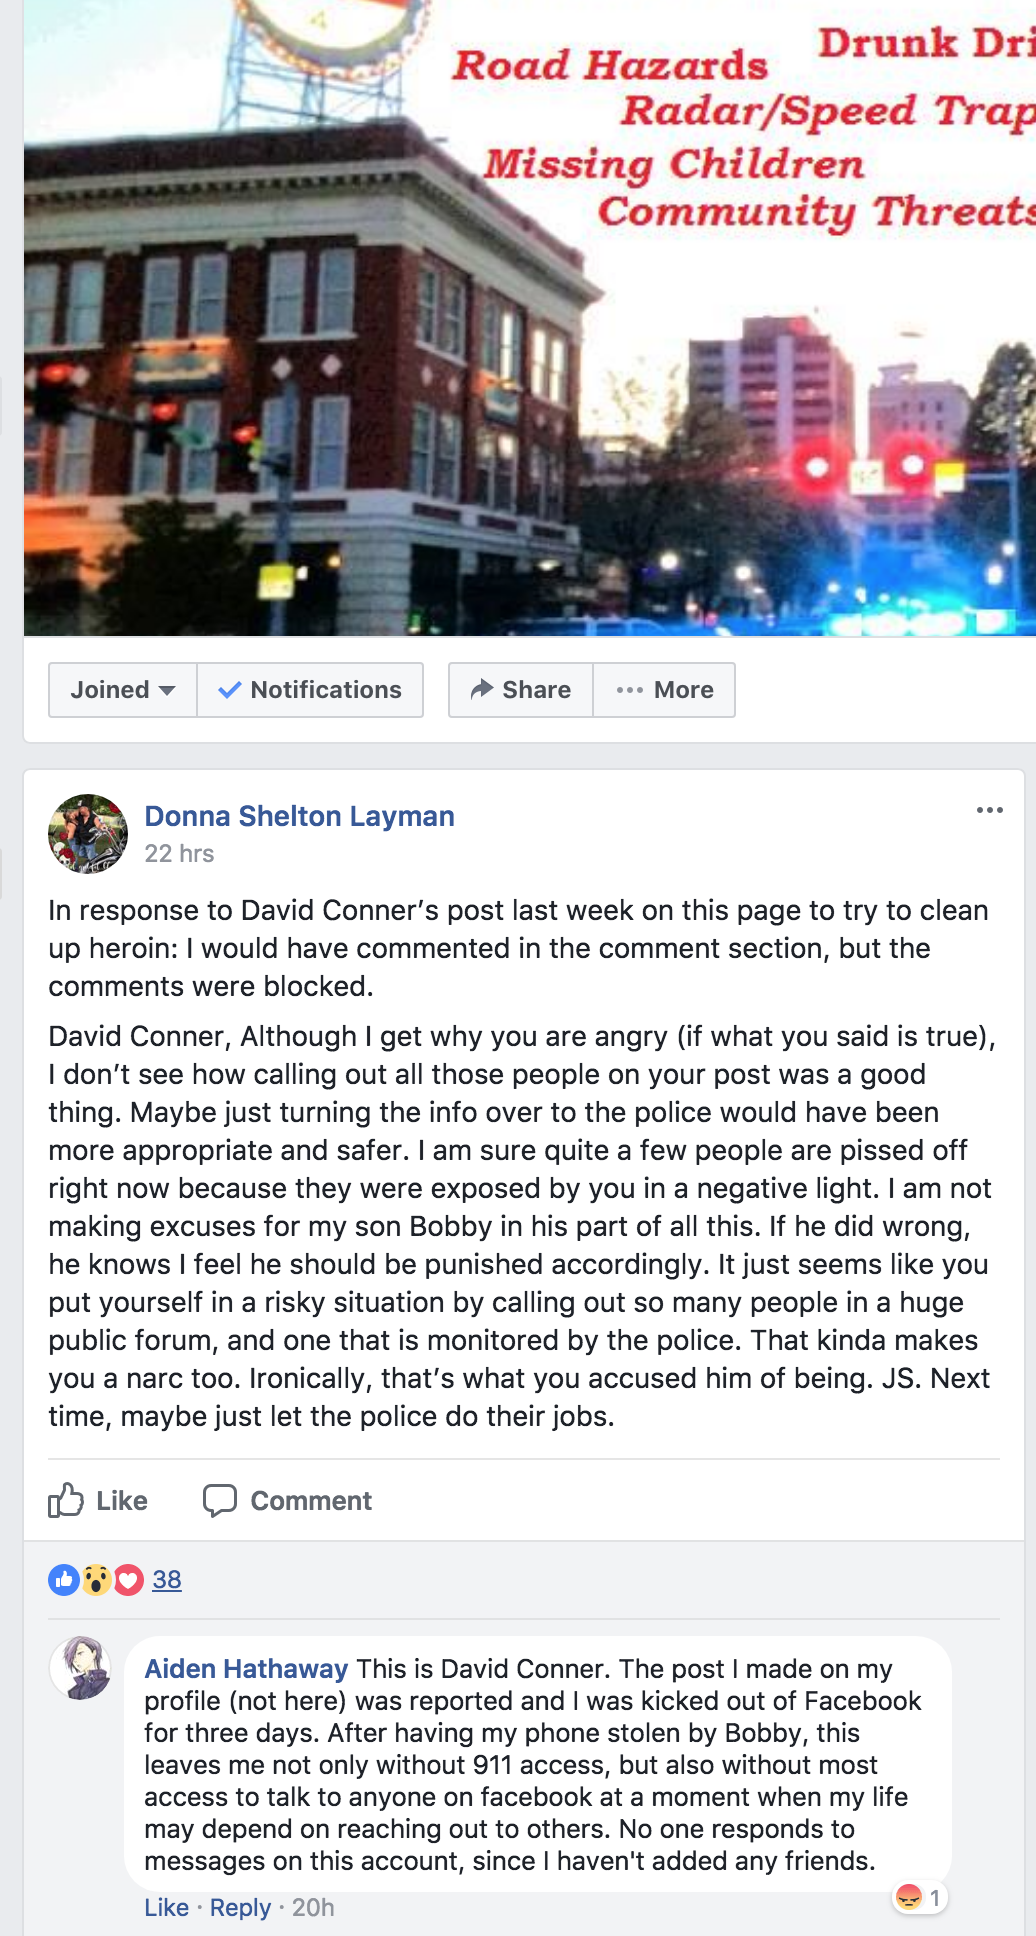 Drunk Dri
Road Hazards
Radar/Speed Trap
Missing Children
Community Threats
Joined
Notifications
Share
More
Donna Shelton Layman
22 hrs
In response to David Conner’s post last week on this page to try to clean
up heroin: I would have commented in the comment section, but the
comments were blocked.
David Conner, Although I get why you are angry (if what you said is true),
I don’t see how calling out all those people on your post was a good
thing. Maybe just turning the info over to the police would have been
more appropriate and safer. I am sure quite a few people are pissed off
right now because they were exposed by you in a negative light. I am not
making excuses for my son Bobby in his part of all this. If he did wrong,
he knows I feel he should be punished accordingly. It just seems like you
put yourself in a risky situation by calling out so many people in a huge
public forum, and one that is monitored by the police. That kinda makes
you a narc too. Ironically, that’s what you accused him of being. JS. Next
time, maybe just let the police do their jobs.
Like
Comment
38
Aiden Hathaway This is David Conner. The post I made on my
profile (not here) was reported and I was kicked out of Facebook
for three days. After having my phone stolen by Bobby, this
leaves me not only without 911 access, but also without most
access to talk to anyone on facebook at a moment when my life
may depend on reaching out to others. No one responds to
messages on this account, since I haven't added any friends.
Like · Reply · 20h
1